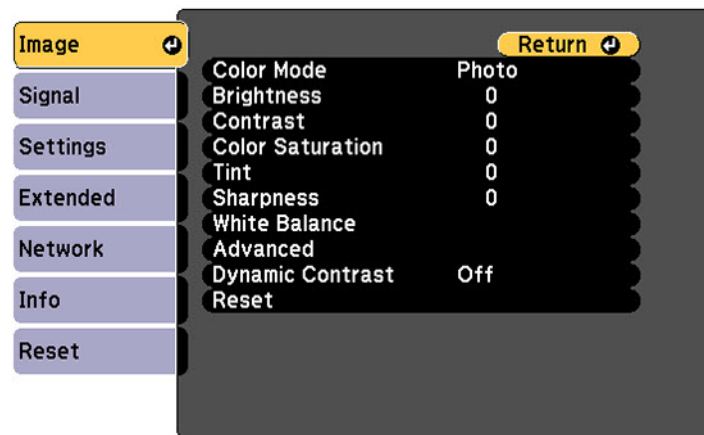 Image
Signal
Settings
Extended
Network
Info
Reset
Return
Color Mode Photo
Brightness 0
Contrast 0
Color Saturation 0
Tint 0
Sharpness 0
White Balance
Advanced
Dynamic Contrast Off
Reset